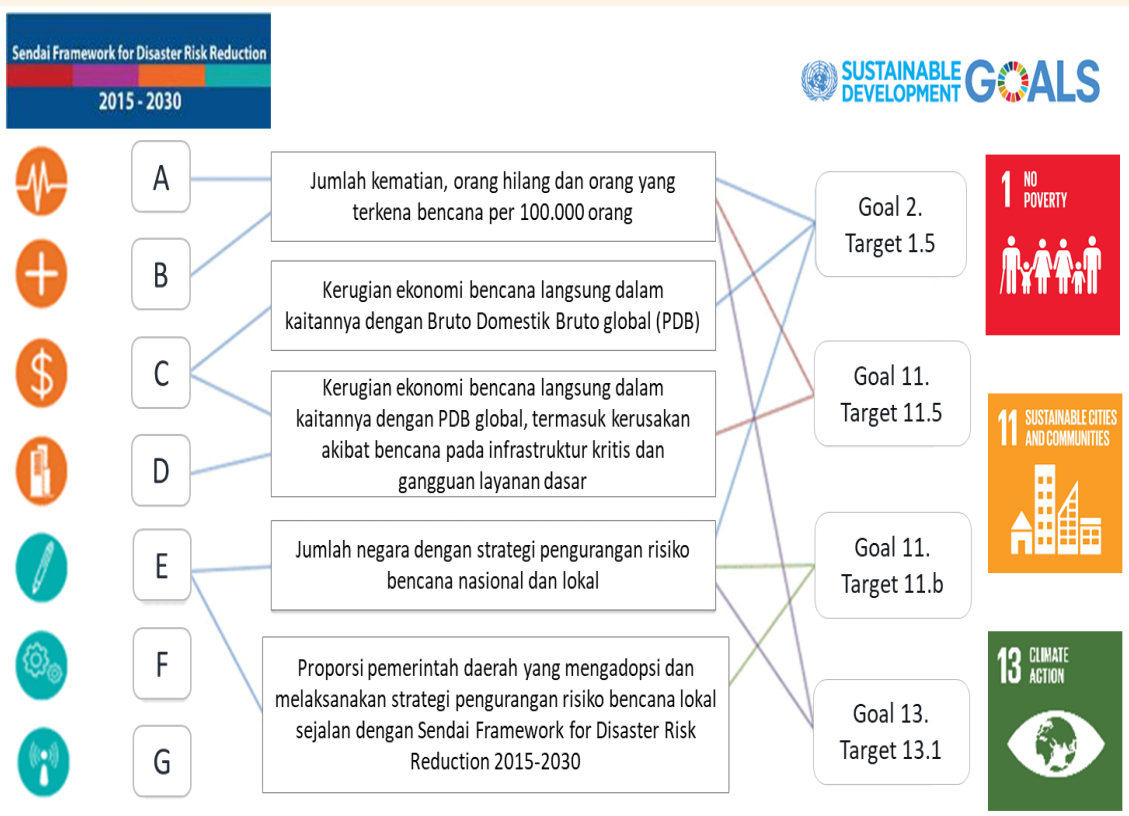 Sendai Framework for Disaster Risk Reduction
2015 - 2030
SUSTAINABLE
DEVELOPMENT
GOALS
A
B
C
D
E
F
G
Jumlah kematian, orang hilang dan orang yang
terkena bencana per 100.000 orang
Kerugian ekonomi bencana langsung dalam
kaitannya dengan Bruto Domestik Bruto global (PDB)
Kerugian ekonomi bencana langsung dalam
kaitannya dengan PDB global, termasuk kerusakan
akibat bencana pada infrastruktur kritis dan
gangguan layanan dasar
Jumlah negara dengan strategi pengurangan risiko
bencana nasional dan lokal
Proporsi pemerintah daerah yang mengadopsi dan
melaksanakan strategi pengurangan risiko bencana lokal
sejalan dengan Sendai Framework for Disaster Risk
Reduction 2015-2030
Goal 2.
Target 1.5
Goal 11.
Target 11.5
Goal 11.
Target 11.b
Goal 13.
Target 13.1
1 NO
POVERTY
$
11 SUSTAINABLE CITIES
AND COMMUNITIES
13 CLIMATE
ACTION